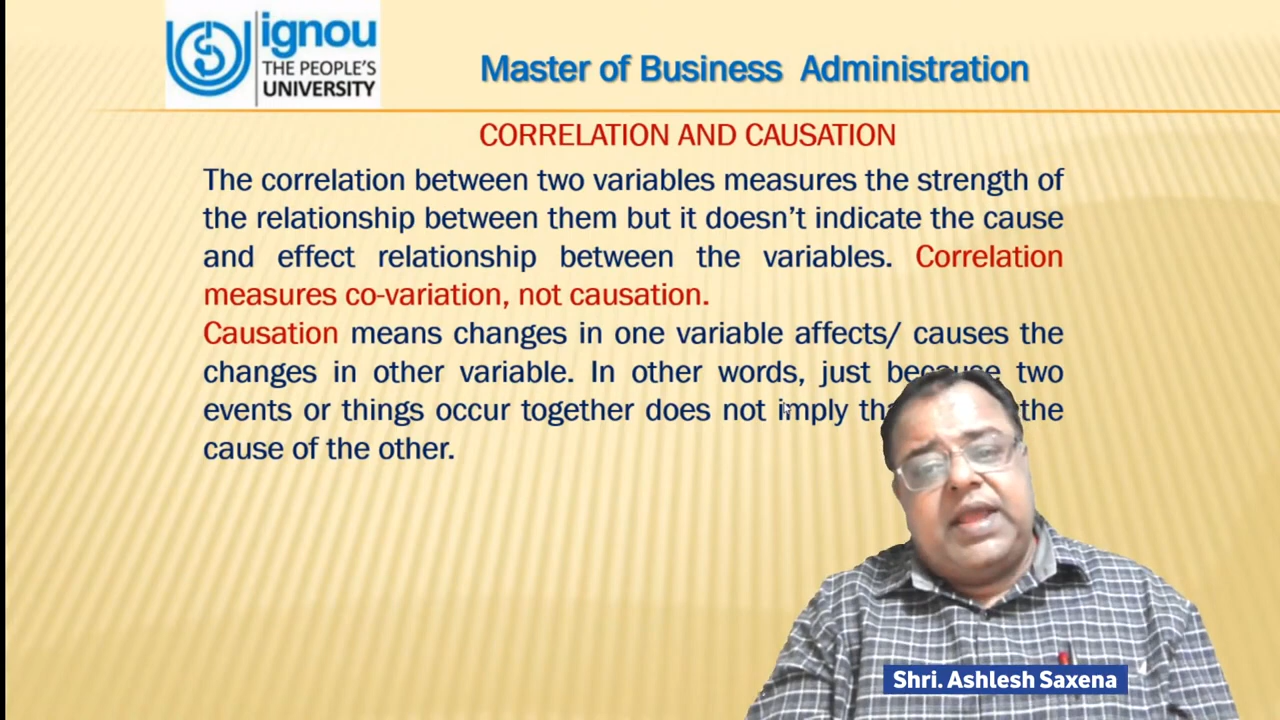 ignou
THE PEOPLE'S
UNIVERSITY
Master of Business Administration
CORRELATION AND CAUSATION
The correlation between two variables measures the strength of
the relationship between them but it doesn't indicate the cause
and effect relationship between the variables. Correlation
measures co-variation, not causation.
Causation means changes in one variable affects/ causes the
changes in other variable. In other words, just because two
events or things occur together does not imply the
cause of the other.
Shri. Ashlesh Saxena